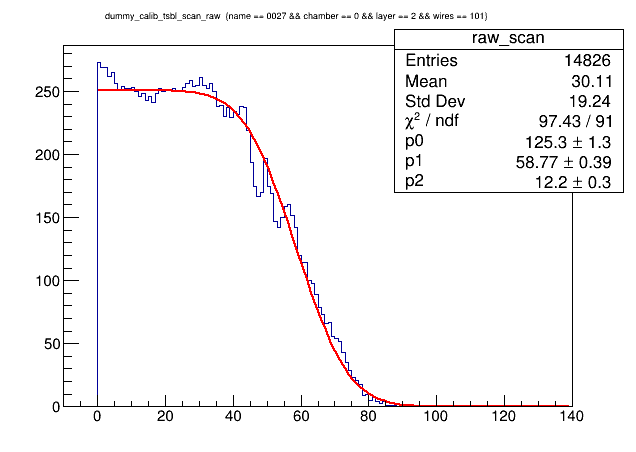 dummy_calib_tsbl_scan_raw (name == 0027 && chamber == 0 && layer == 2 && wires == 101)
raw_scan
Entries 14826
Mean 30.11
Std Dev 19.24
χ² / ndf 97.43 / 91
p0 125.3 ± 1.3
p1 58.77 ± 0.39
p2 12.2 ± 0.3
250
200
150
100
50
0
0 20 40 60 80 100 120 140